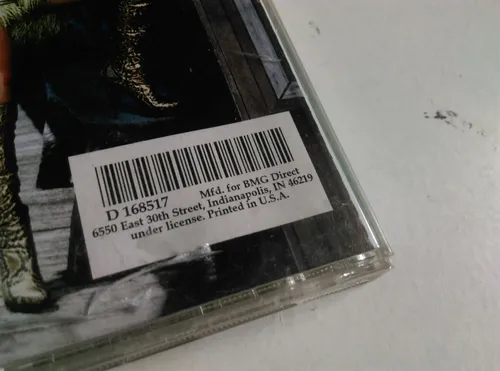 D 168517 Mfd. for BMG Direct
6550 East 30th Street, Indianapolis, IN 46219
under license. Printed in U.S.A.